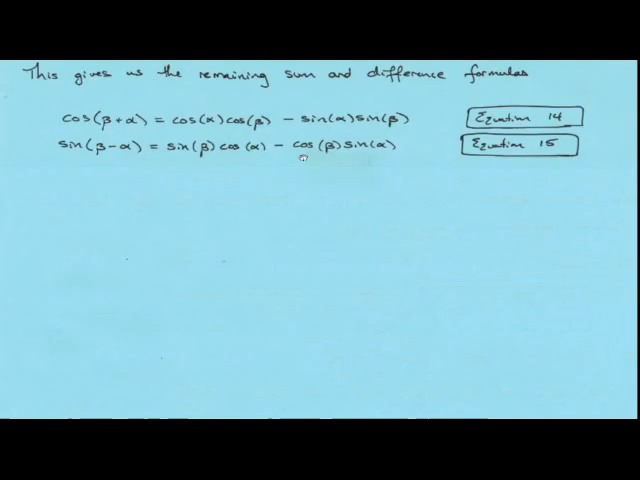 This gives us the remaining sum and difference formulas
cos(β+α) = cos(α)cos(β) - sin(α)sin(β) Equation 14
sin(β-α) = sin(β)cos(α) - cos(β)sin(α) Equation 15